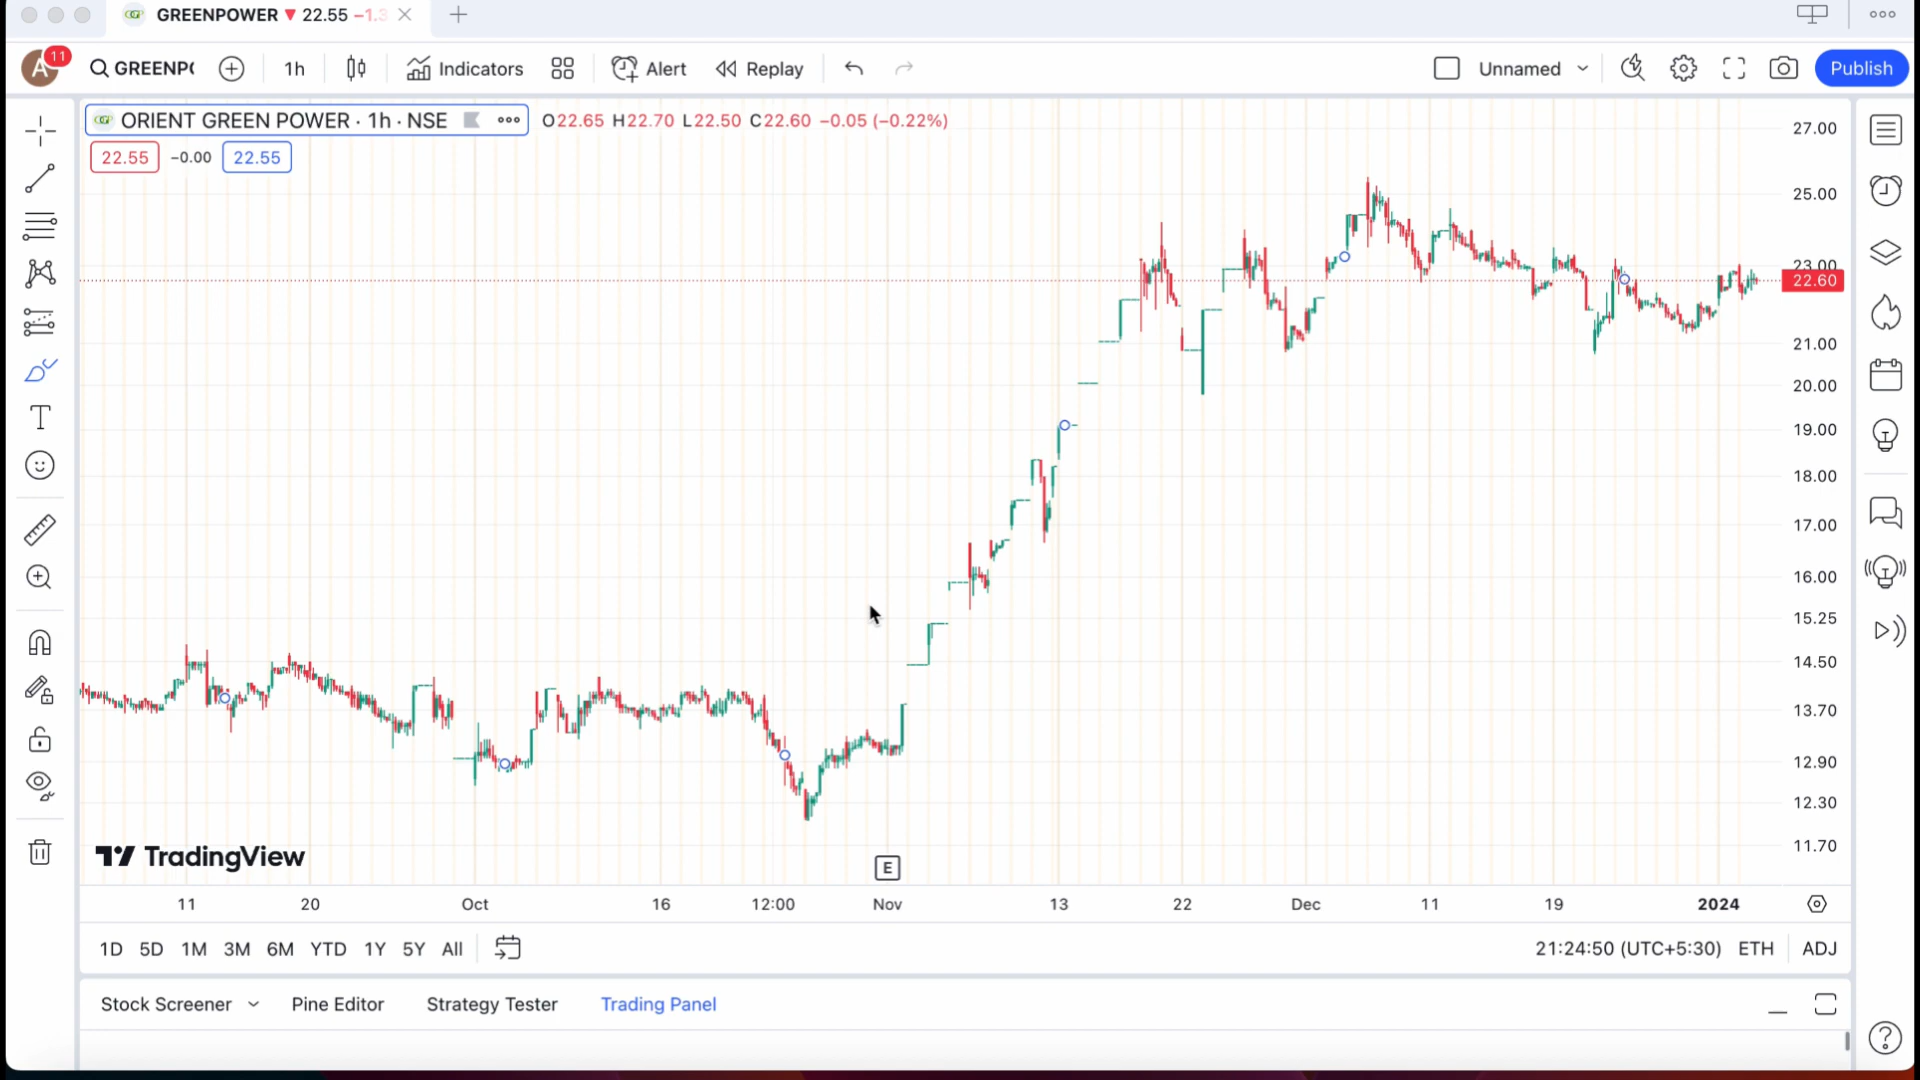 GREENPOWER ▼ 22.55 −1.3
A 11 GREENP 1h Indicators Alert Replay Unnamed Publish
ORIENT GREEN POWER · 1h · NSE O22.65 H22.70 L22.50 C22.60 −0.05 (−0.22%)
22.55 −0.00 22.55
27.00
25.00
23.00
22.60
21.00
20.00
19.00
18.00
17.00
16.00
15.25
14.50
13.70
12.90
12.30
11.70
TradingView
E
11 20 Oct 16 12:00 Nov 13 22 Dec 11 19 2024
1D 5D 1M 3M 6M YTD 1Y 5Y All 21:24:50 (UTC+5:30) ETH ADJ
Stock Screener Pine Editor Strategy Tester Trading Panel